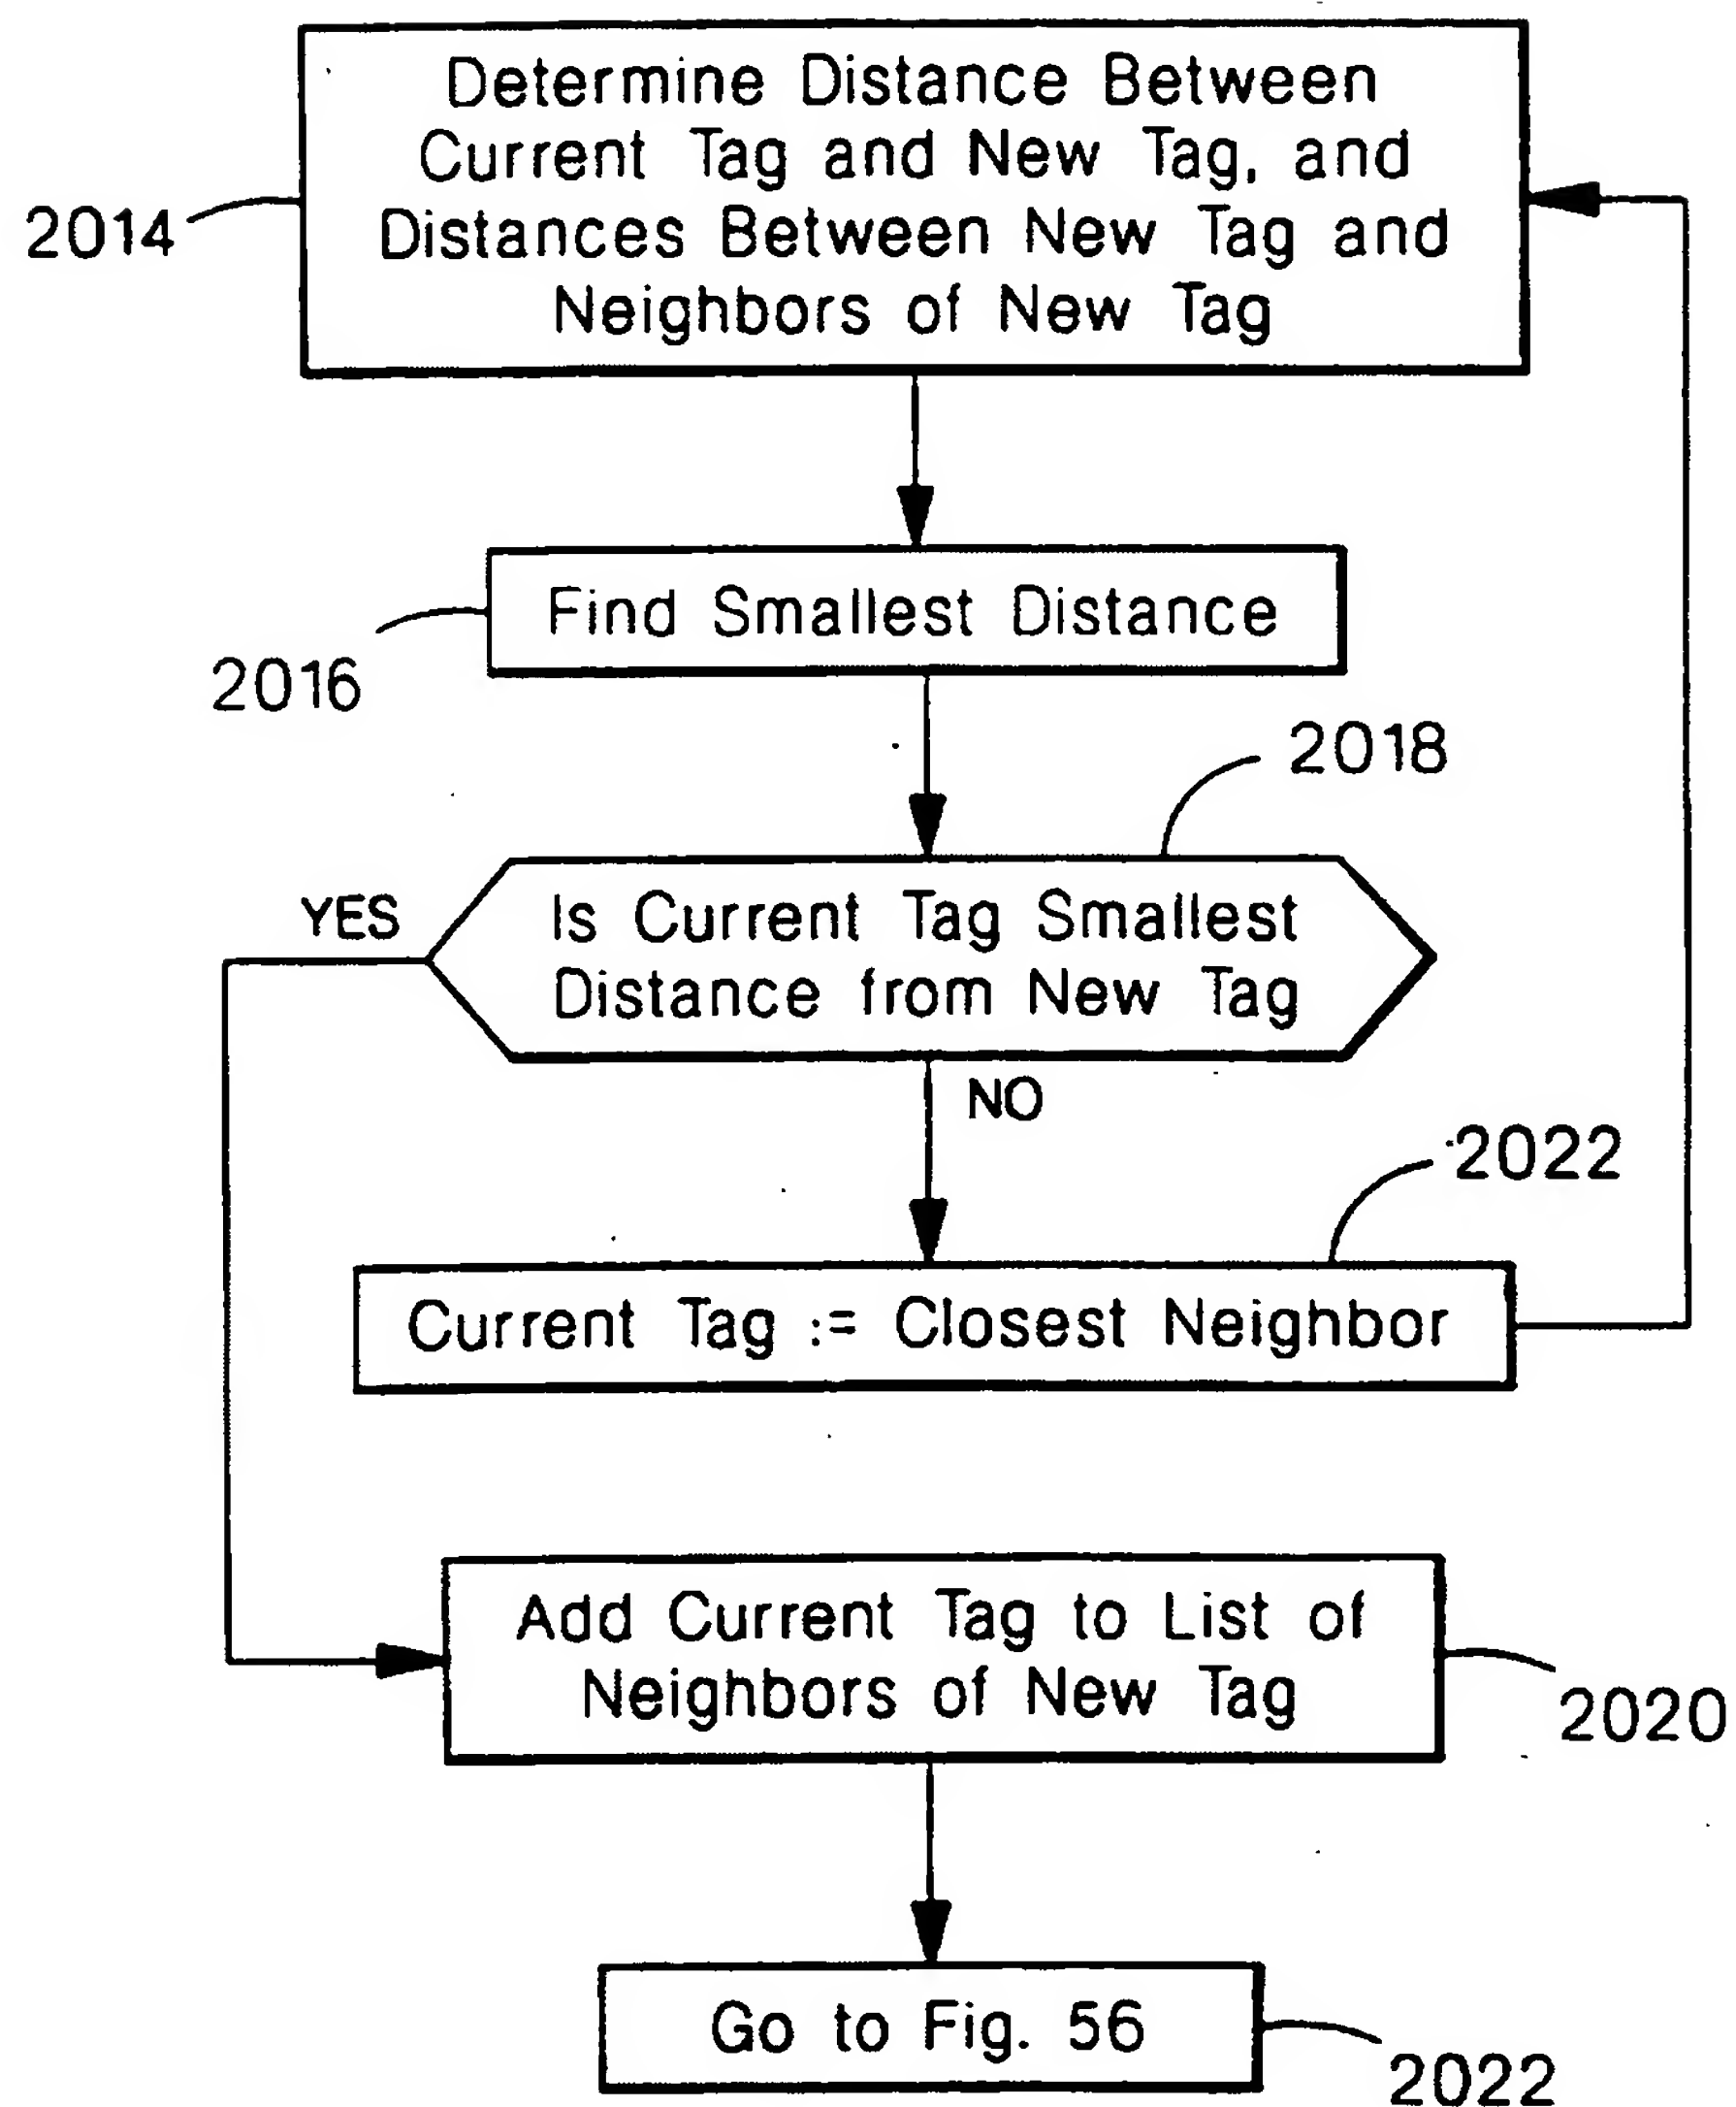 Determine Distance Between
Current Tag and New Tag, and
Distances Between New Tag and
Neighbors of New Tag
2014
Find Smallest Distance
2016
2018
YES
Is Current Tag Smallest
Distance from New Tag
NO
2022
Current Tag := Closest Neighbor
Add Current Tag to List of
Neighbors of New Tag
2020
Go to Fig. 56
2022